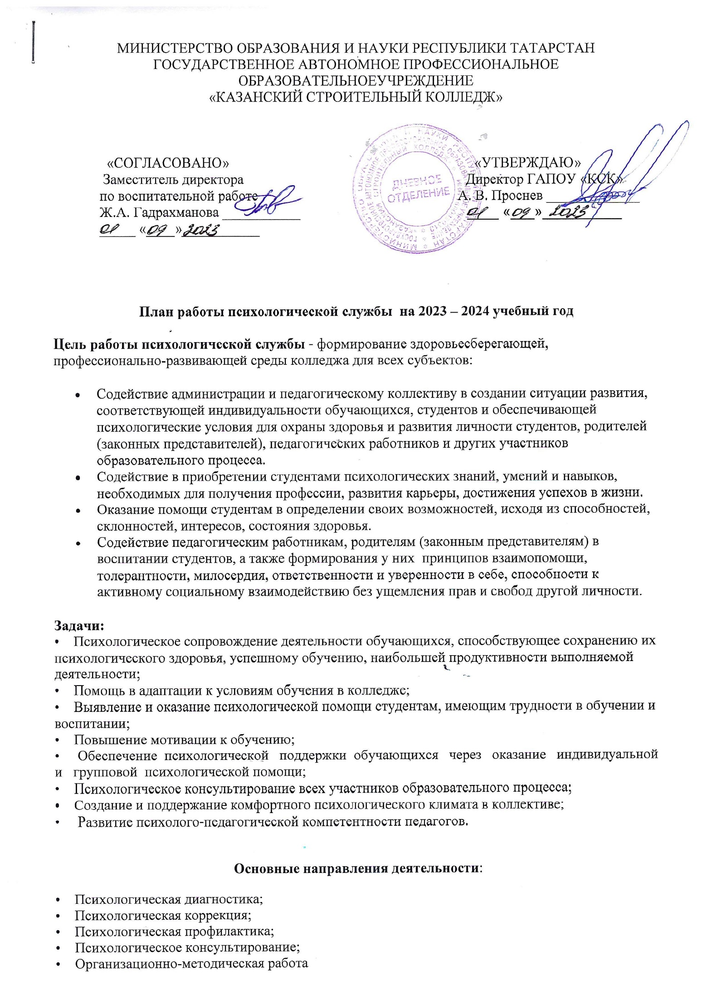 МИНИСТЕРСТВО ОБРАЗОВАНИЯ И НАУКИ РЕСПУБЛИКИ ТАТАРСТАН
ГОСУДАРСТВЕННОЕ АВТОНОМНОЕ ПРОФЕССИОНАЛЬНОЕ
ОБРАЗОВАТЕЛЬНОЕУЧРЕЖДЕНИЕ
«КАЗАНСКИЙ СТРОИТЕЛЬНЫЙ КОЛЛЕДЖ»
«СОГЛАСОВАНО»
Заместитель директора
по воспитательной работе
Ж.А. Гадрахманова
01 «09» 2023
ДНЕВНОЕ
ОТДЕЛЕНИЕ
«УТВЕРЖДАЮ»
Директор ГАПОУ «КСК»
А. В. Проснев
01 «09» 2023
План работы психологической службы на 2023 – 2024 учебный год
Цель работы психологической службы - формирование здоровьесберегающей,
профессионально-развивающей среды колледжа для всех субъектов:
• Содействие администрации и педагогическому коллективу в создании ситуации развития,
соответствующей индивидуальности обучающихся, студентов и обеспечивающей
психологические условия для охраны здоровья и развития личности студентов, родителей
(законных представителей), педагогических работников и других участников
образовательного процесса.
• Содействие в приобретении студентами психологических знаний, умений и навыков,
необходимых для получения профессии, развития карьеры, достижения успехов в жизни.
• Оказание помощи студентам в определении своих возможностей, исходя из способностей,
склонностей, интересов, состояния здоровья.
• Содействие педагогическим работникам, родителям (законным представителям) в
воспитании студентов, а также формирования у них принципов взаимопомощи,
толерантности, милосердия, ответственности и уверенности в себе, способности к
активному социальному взаимодействию без ущемления прав и свобод другой личности.
Задачи:
• Психологическое сопровождение деятельности обучающихся, способствующее сохранению их
психологического здоровья, успешному обучению, наибольшей продуктивности выполняемой
деятельности;
• Помощь в адаптации к условиям обучения в колледже;
• Выявление и оказание психологической помощи студентам, имеющим трудности в обучении и
воспитании;
• Повышение мотивации к обучению;
• Обеспечение психологической поддержки обучающихся через оказание индивидуальной
и групповой психологической помощи;
• Психологическое консультирование всех участников образовательного процесса;
• Создание и поддержание комфортного психологического климата в коллективе;
• Развитие психолого-педагогической компетентности педагогов.
Основные направления деятельности:
• Психологическая диагностика;
• Психологическая коррекция;
• Психологическая профилактика;
• Психологическое консультирование;
• Организационно-методическая работа